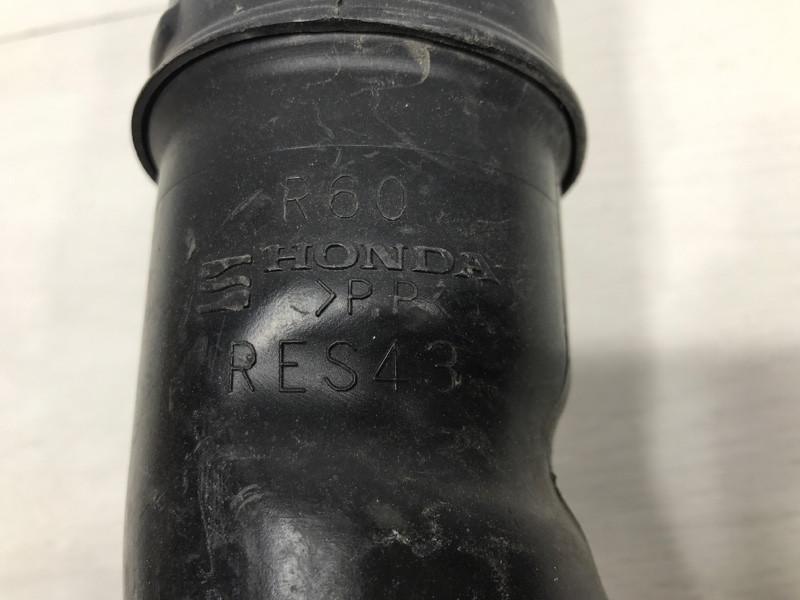 R60
HONDA
>PP<
RES43